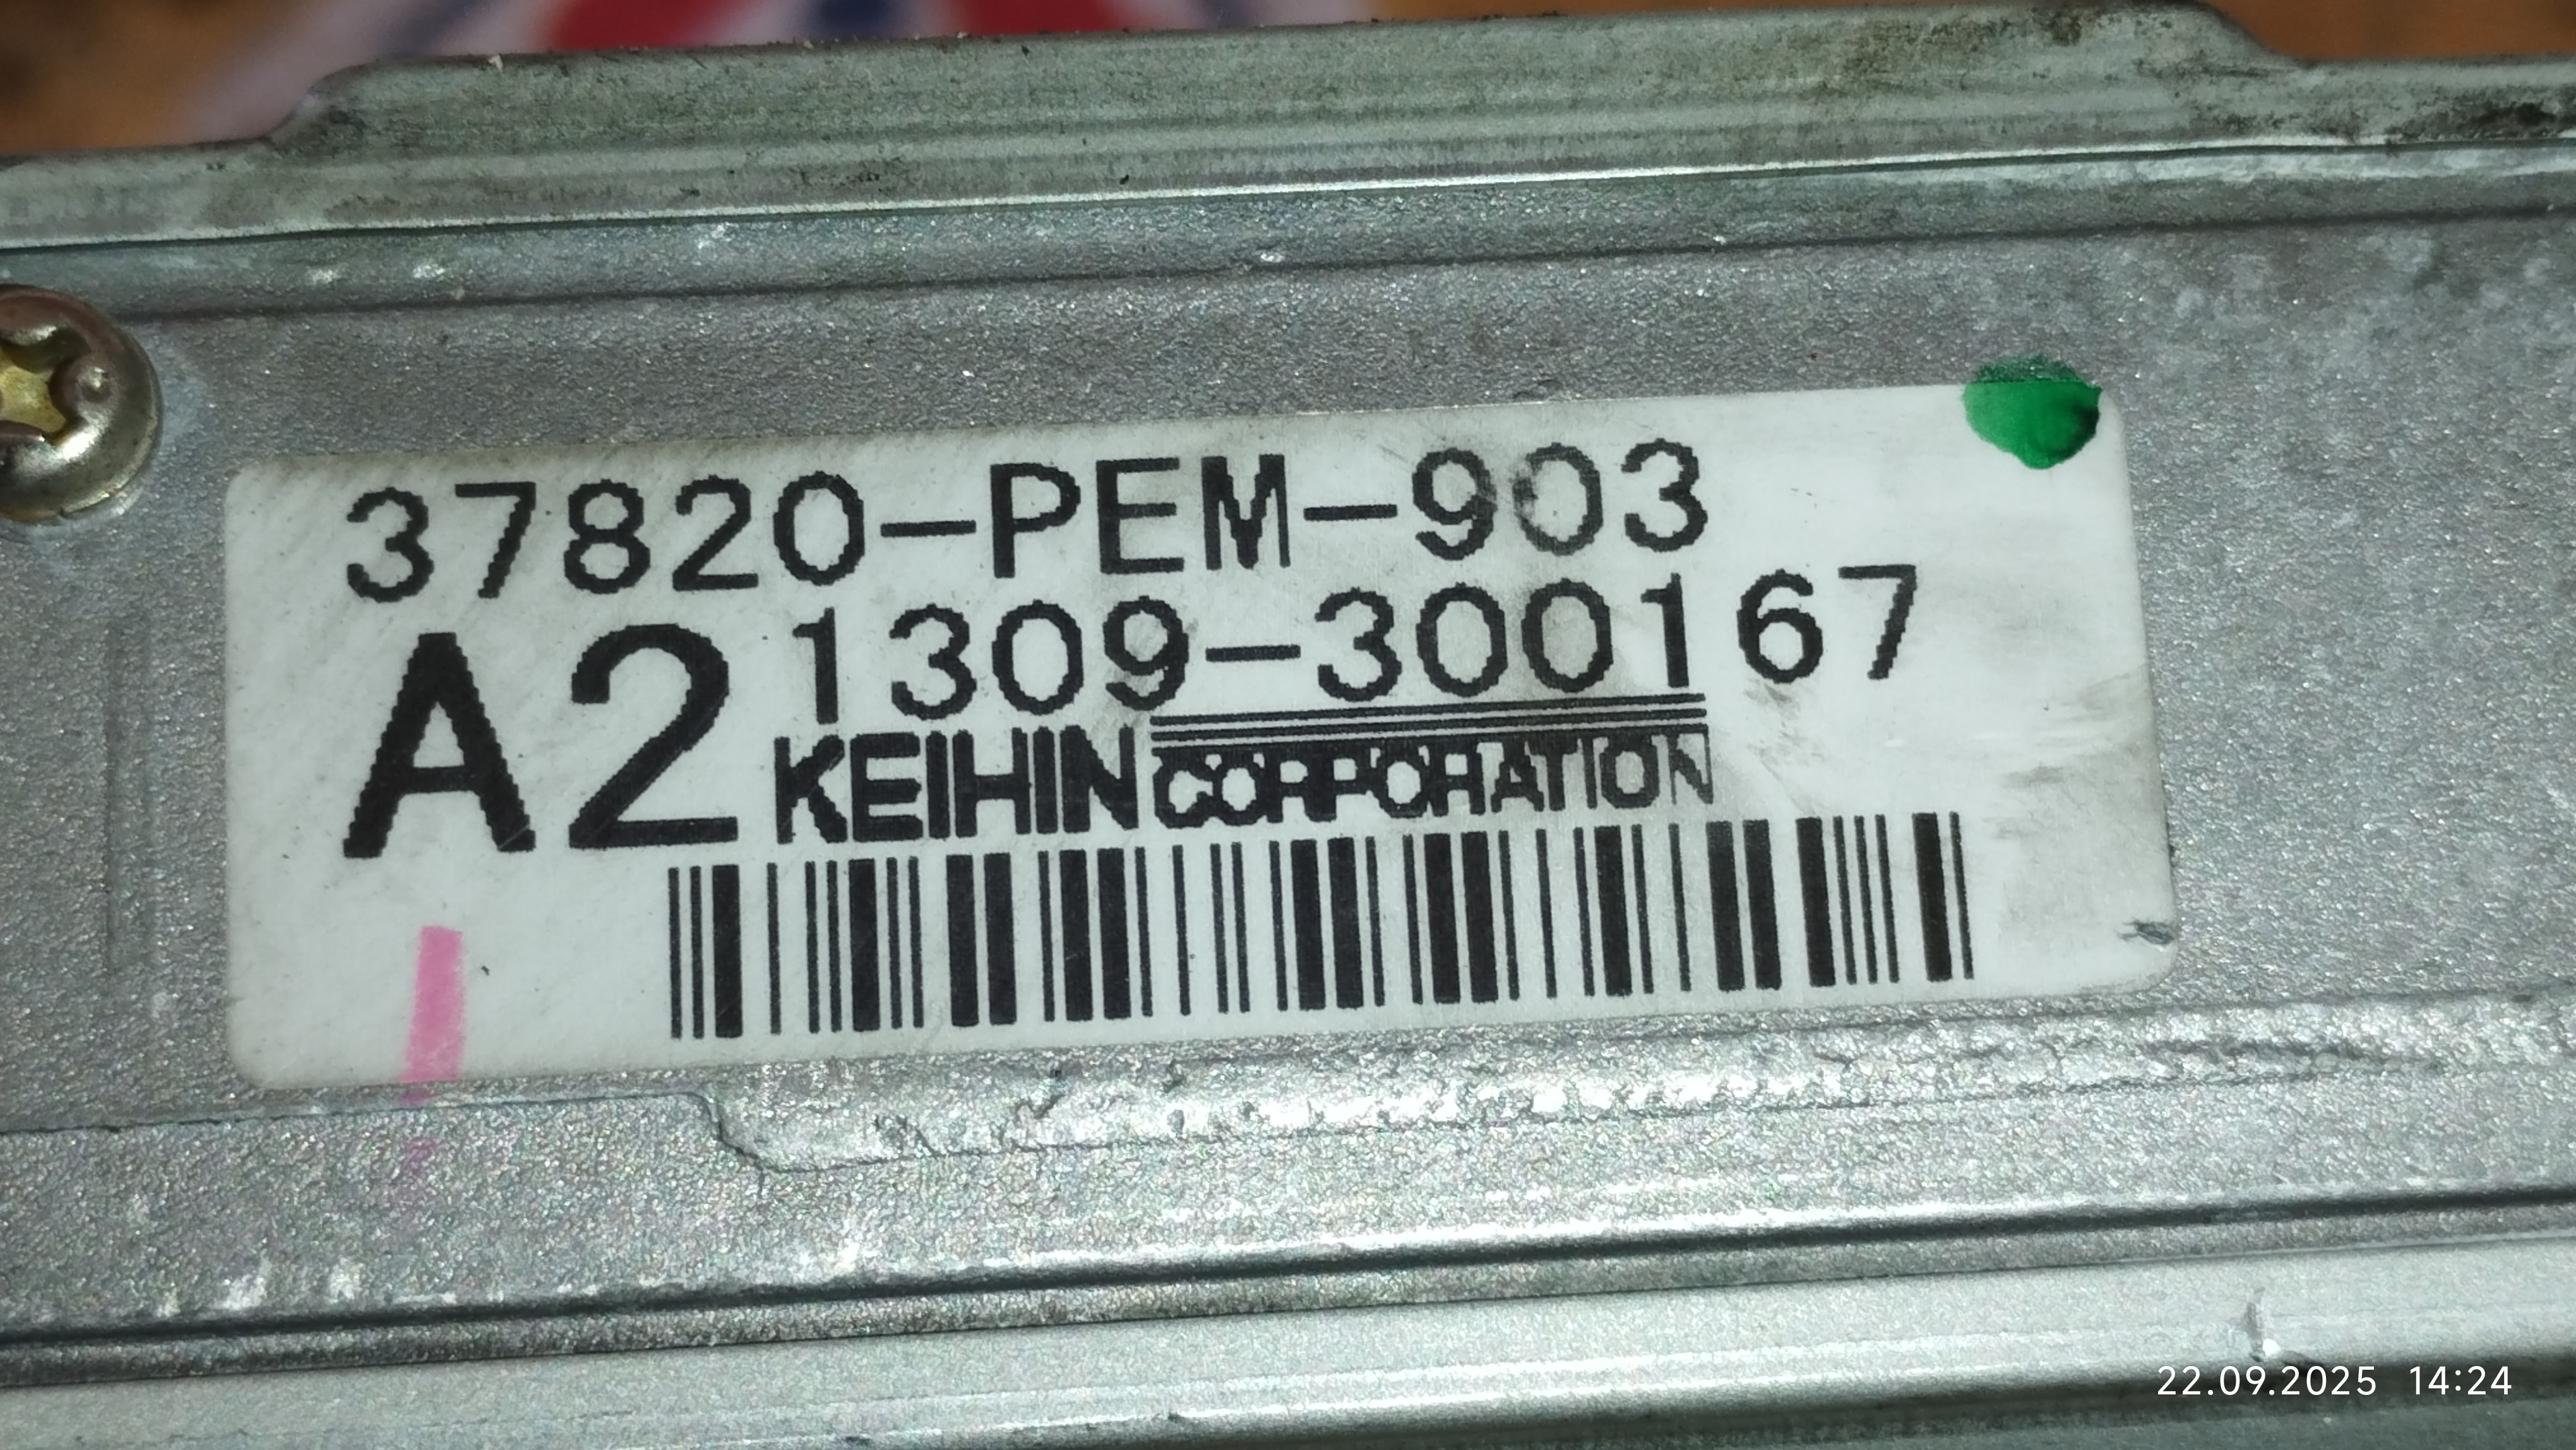 37820-PEM-903
A2 1309-300167
KEIHIN CORPORATION
22.09.2025 14:24